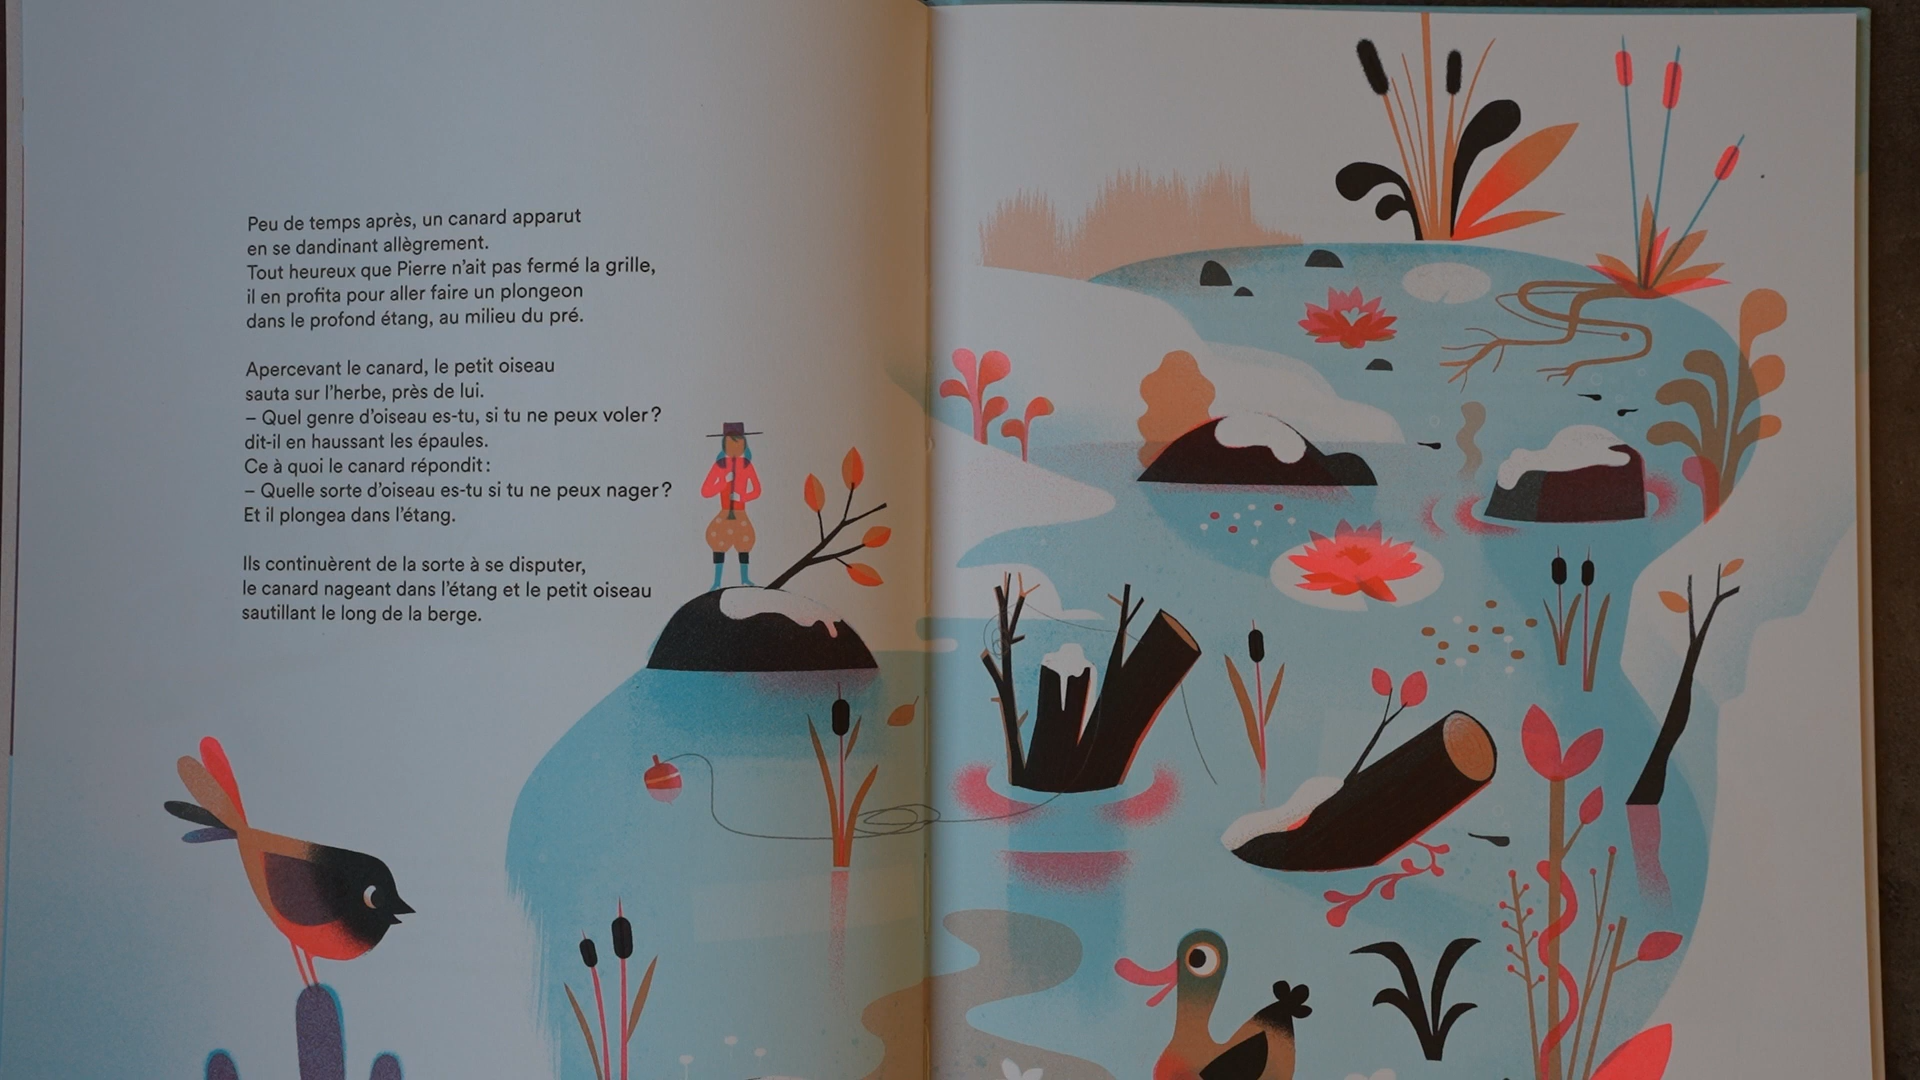 Peu de temps après, un canard apparut
en se dandinant allègrement.
Tout heureux que Pierre n'ait pas fermé la grille,
il en profita pour aller faire un plongeon
dans le profond étang, au milieu du pré.
Apercevant le canard, le petit oiseau
sauta sur l'herbe, près de lui.
– Quel genre d'oiseau es-tu, si tu ne peux voler ?
dit-il en haussant les épaules.
Ce à quoi le canard répondit :
– Quelle sorte d'oiseau es-tu si tu ne peux nager ?
Et il plongea dans l'étang.
Ils continuèrent de la sorte à se disputer,
le canard nageant dans l'étang et le petit oiseau
sautillant le long de la berge.